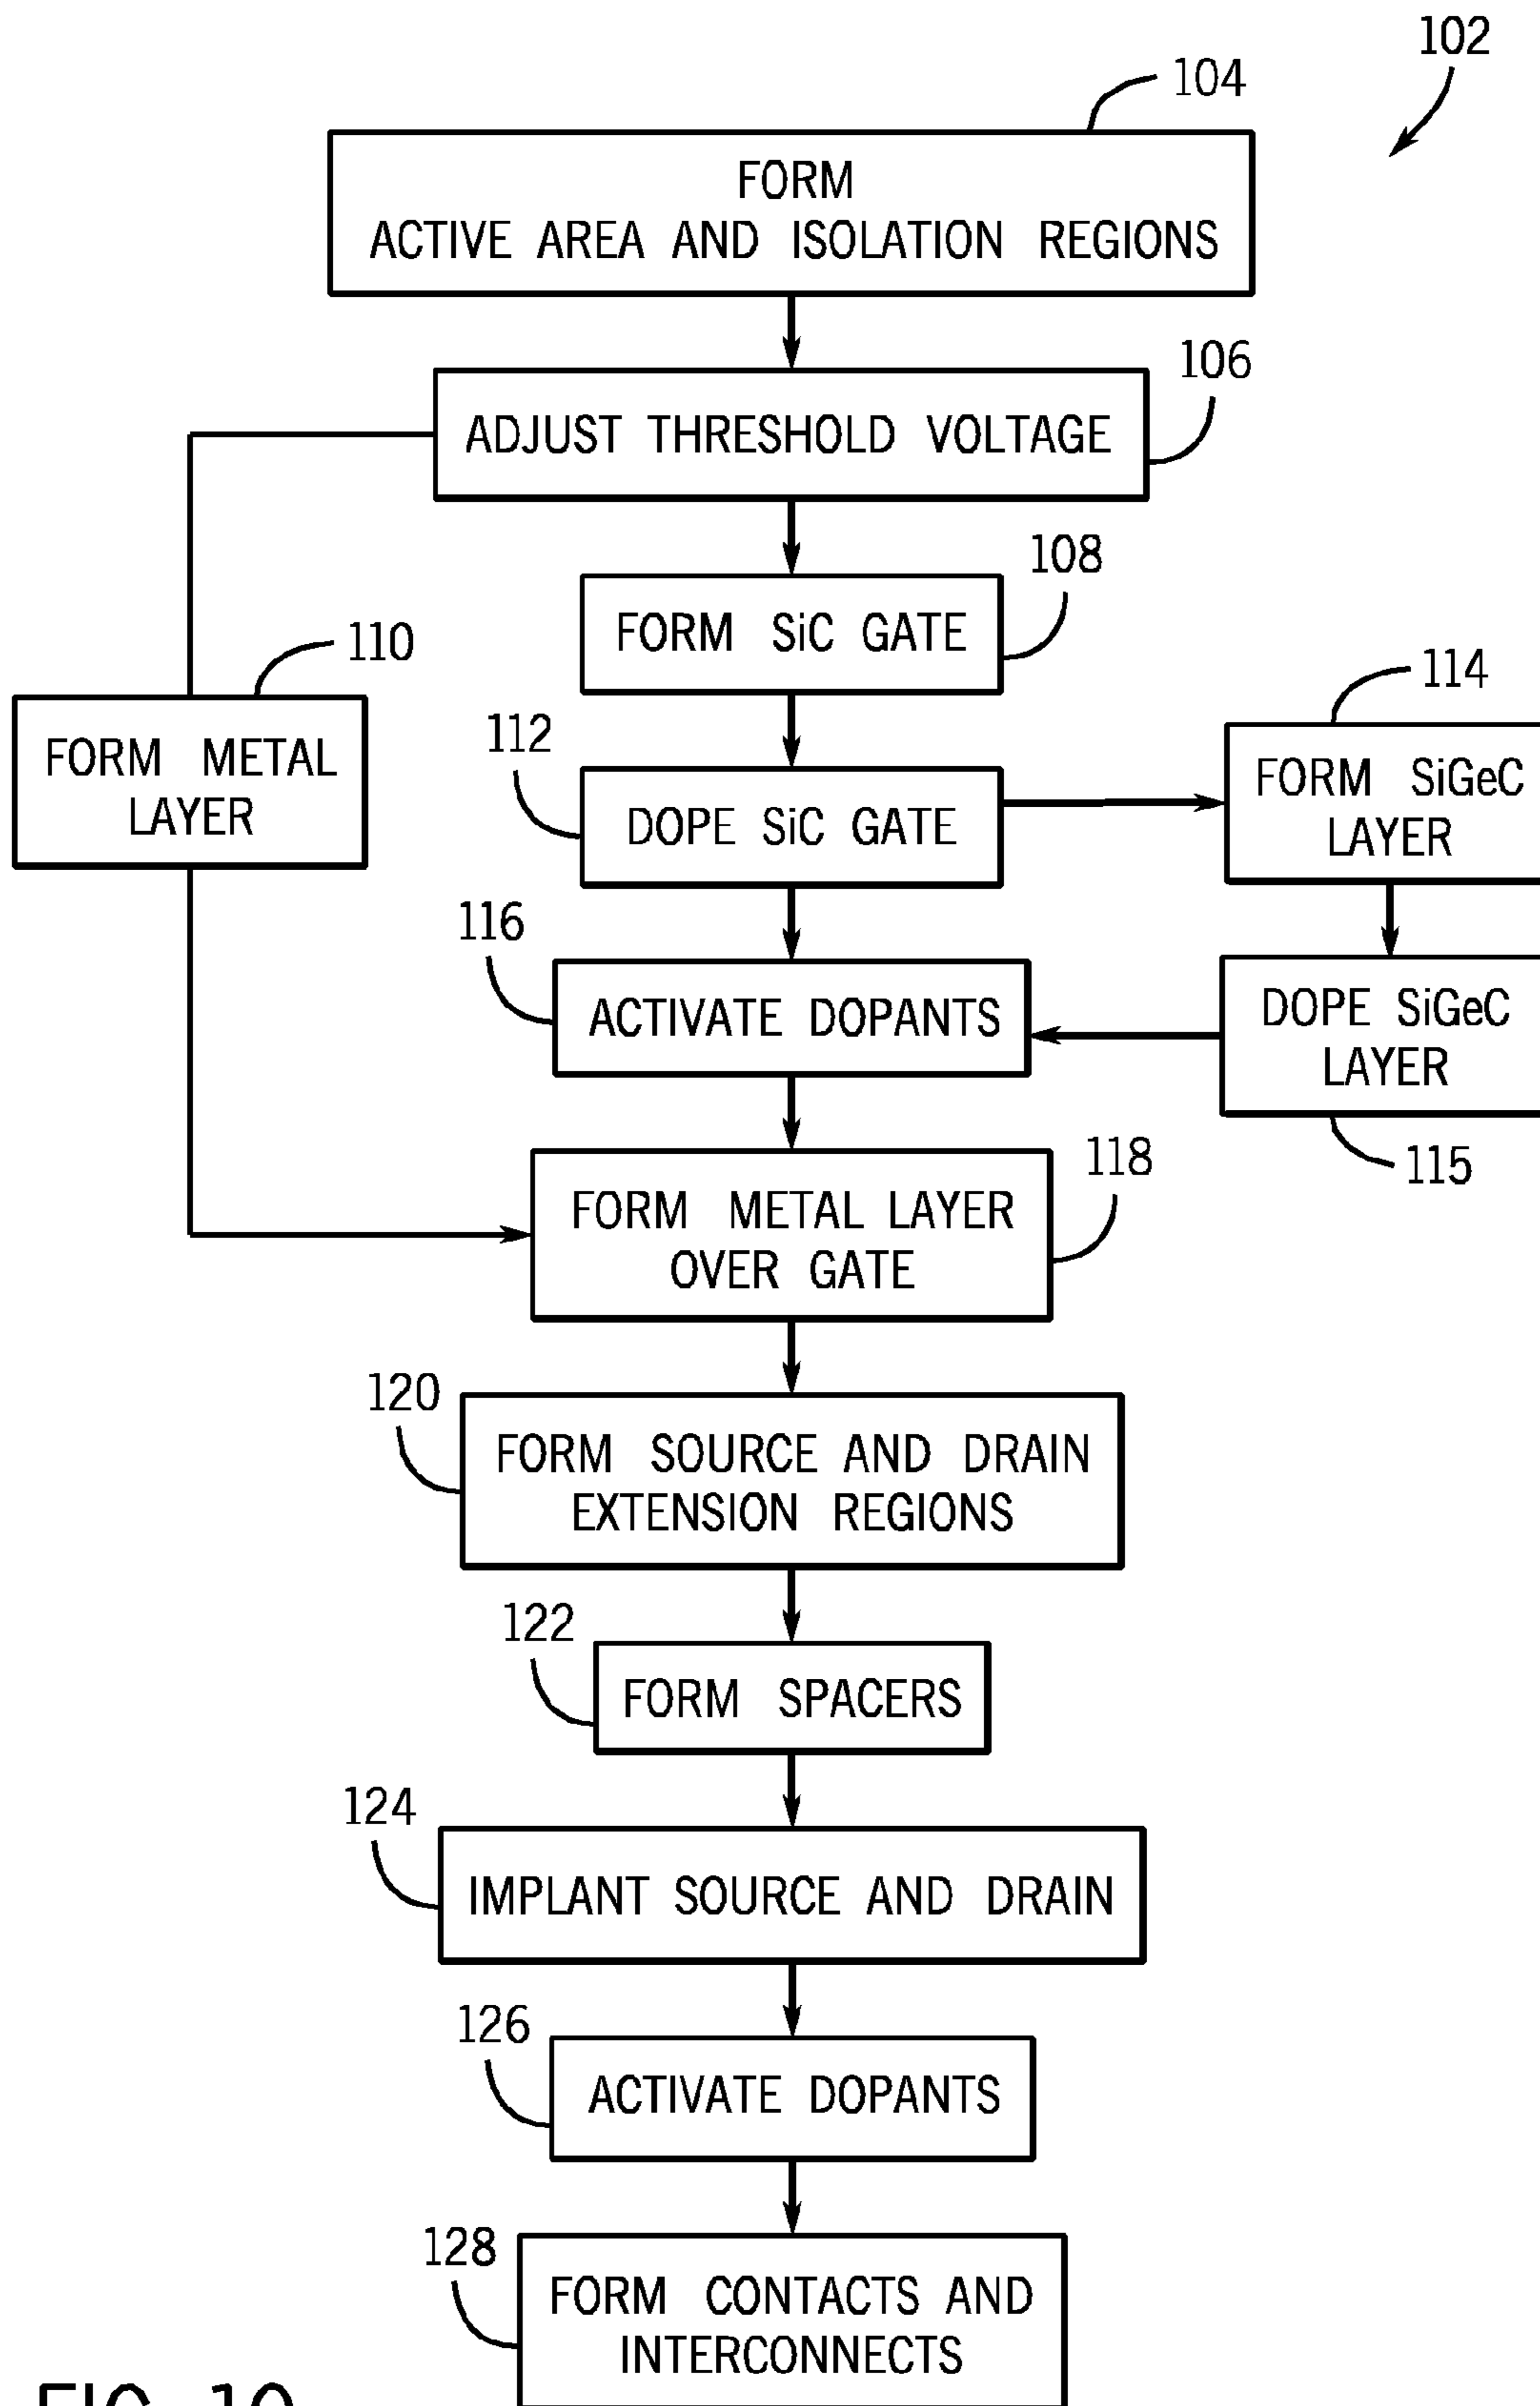 102
104
FORM
ACTIVE AREA AND ISOLATION REGIONS
106
ADJUST THRESHOLD VOLTAGE
108
FORM SiC GATE
110
FORM METAL
LAYER
112
DOPE SiC GATE
114
FORM SiGeC
LAYER
116
ACTIVATE DOPANTS
DOPE SiGeC
LAYER
115
118
FORM METAL LAYER
OVER GATE
120
FORM SOURCE AND DRAIN
EXTENSION REGIONS
122
FORM SPACERS
124
IMPLANT SOURCE AND DRAIN
126
ACTIVATE DOPANTS
128
FORM CONTACTS AND
INTERCONNECTS